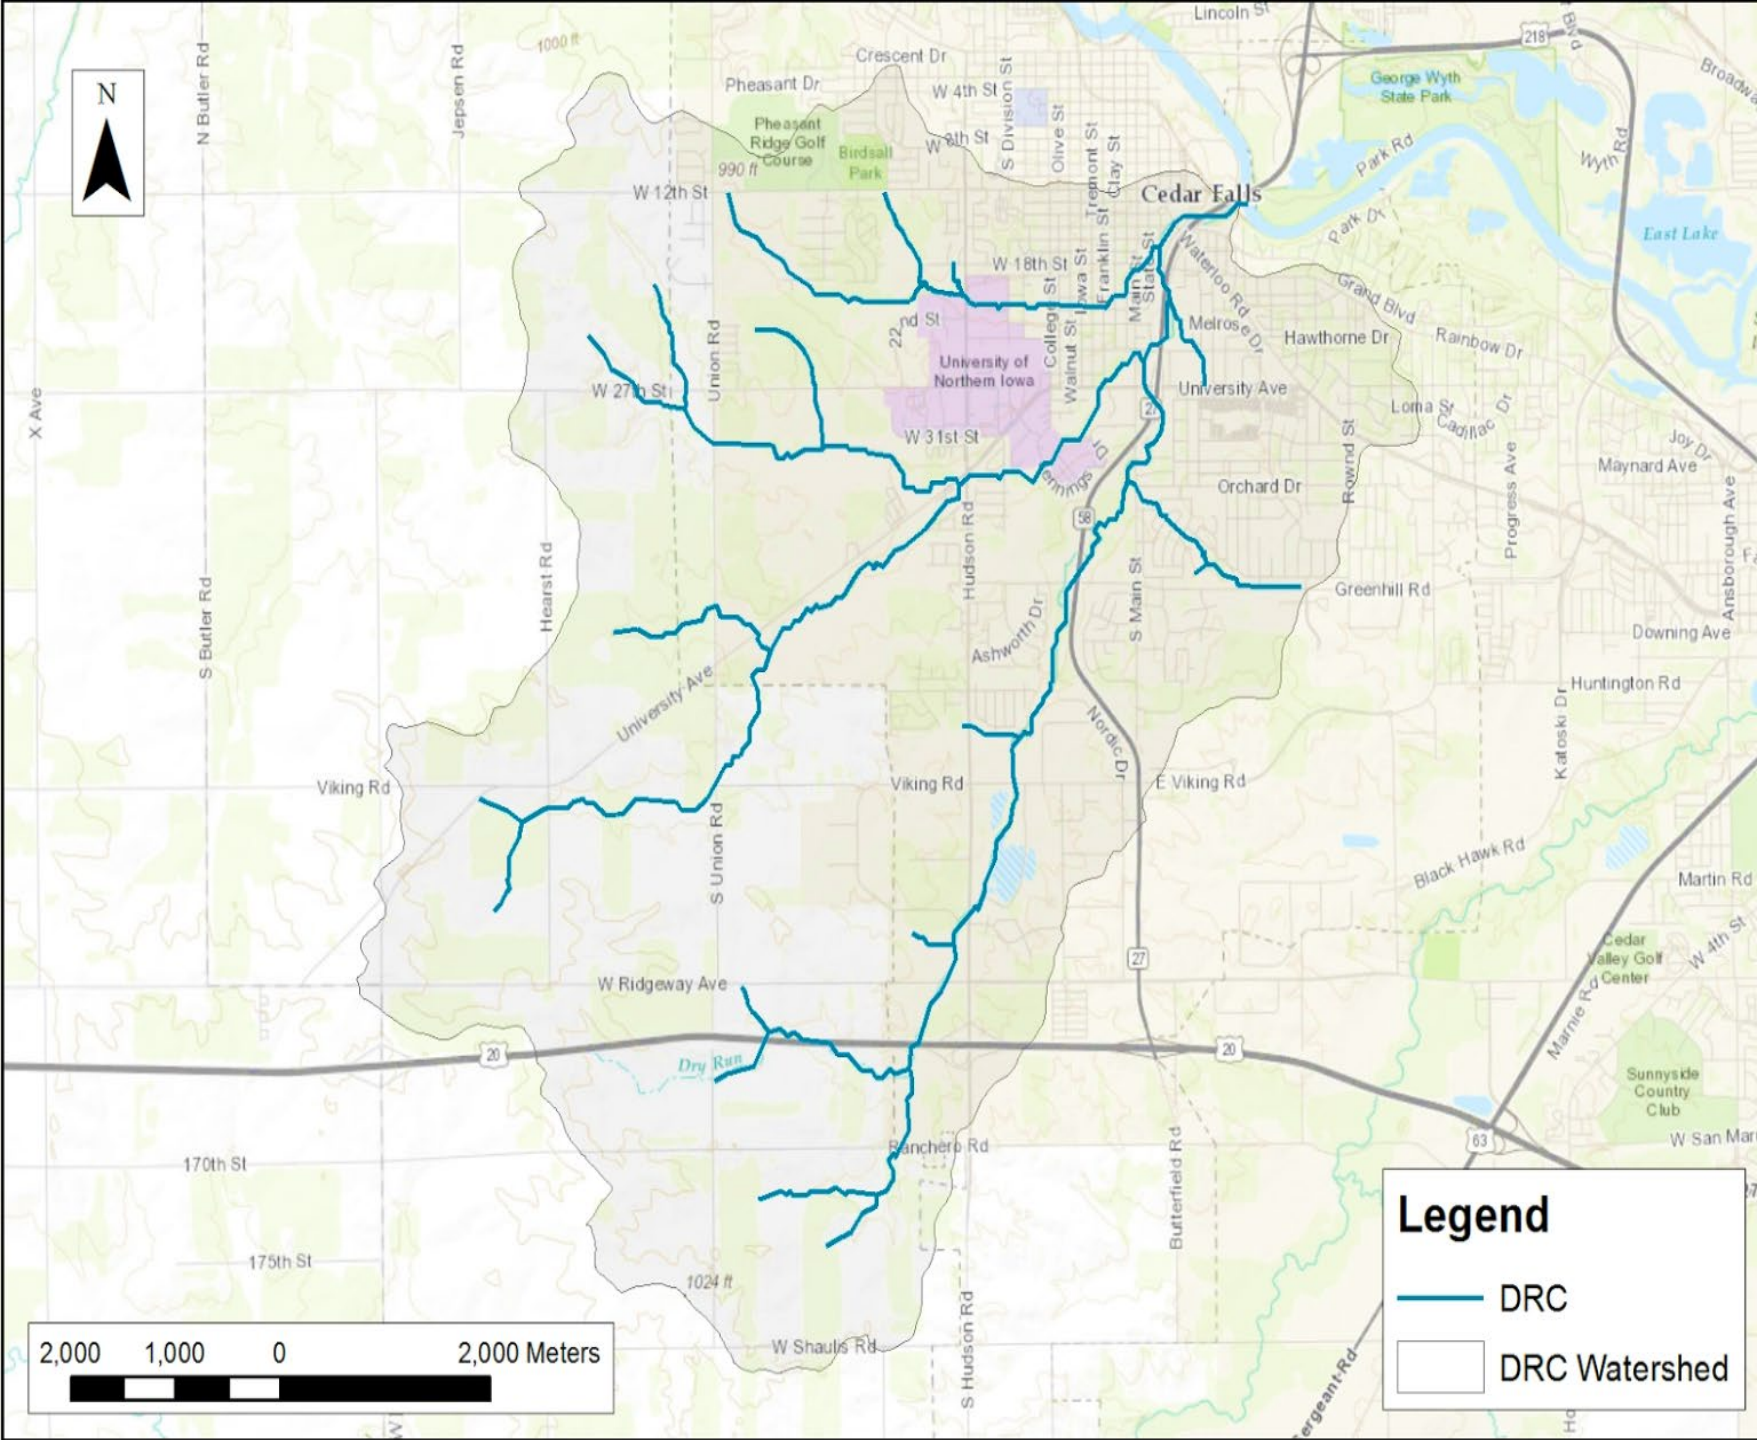 Lincoln St
218
Blvd
Broadwa
1000 ft
Crescent Dr
N
N Butler Rd
Jepsen Rd
Pheasant Dr
W 4th St
S Division St
George Wyth
State Park
Pheasant
Ridge Golf
Course
Birdsall
Park
W 8th St
Olive St
Tremont St
Clay St
Park Rd
Wyth Rd
990 ft
W 12th St
Cedar Falls
Park Dr
East Lake
W 18th St
Iowa St
Franklin St
Main St
State St
Waterloo Rd
Grand Blvd
22nd St
College St
Walnut St
Melrose Dr
Hawthorne Dr
Rainbow Dr
Union Rd
University of
Northern Iowa
X Ave
W 27th St
University Ave
2
Loma St
Cadillac Dr
W 31st St
Joy Dr
Maynard Ave
Jennings Dr
Orchard Dr
Rownd St
Progress Ave
Ansborough Ave
58
Hudson Rd
S Butler Rd
Hearst Rd
S Main St
Greenhill Rd
Ashworth Dr
Downing Ave
University Ave
Huntington Rd
Nordic Dr
Katoski Dr
Viking Rd
Viking Rd
E Viking Rd
S Union Rd
Black Hawk Rd
Martin Rd
27
Cedar
Valley Golf
Center
W 4th St
W Ridgeway Ave
Marnie Rd
20
Dry Run
20
Sunnyside
Country
Club
Ranchero Rd
63
W San Mar
170th St
Butterfield Rd
175th St
1024 ft
W Shaulis Rd
S Hudson Rd
Sergeant Rd
Legend
DRC
DRC Watershed
2,000 1,000 0 2,000 Meters